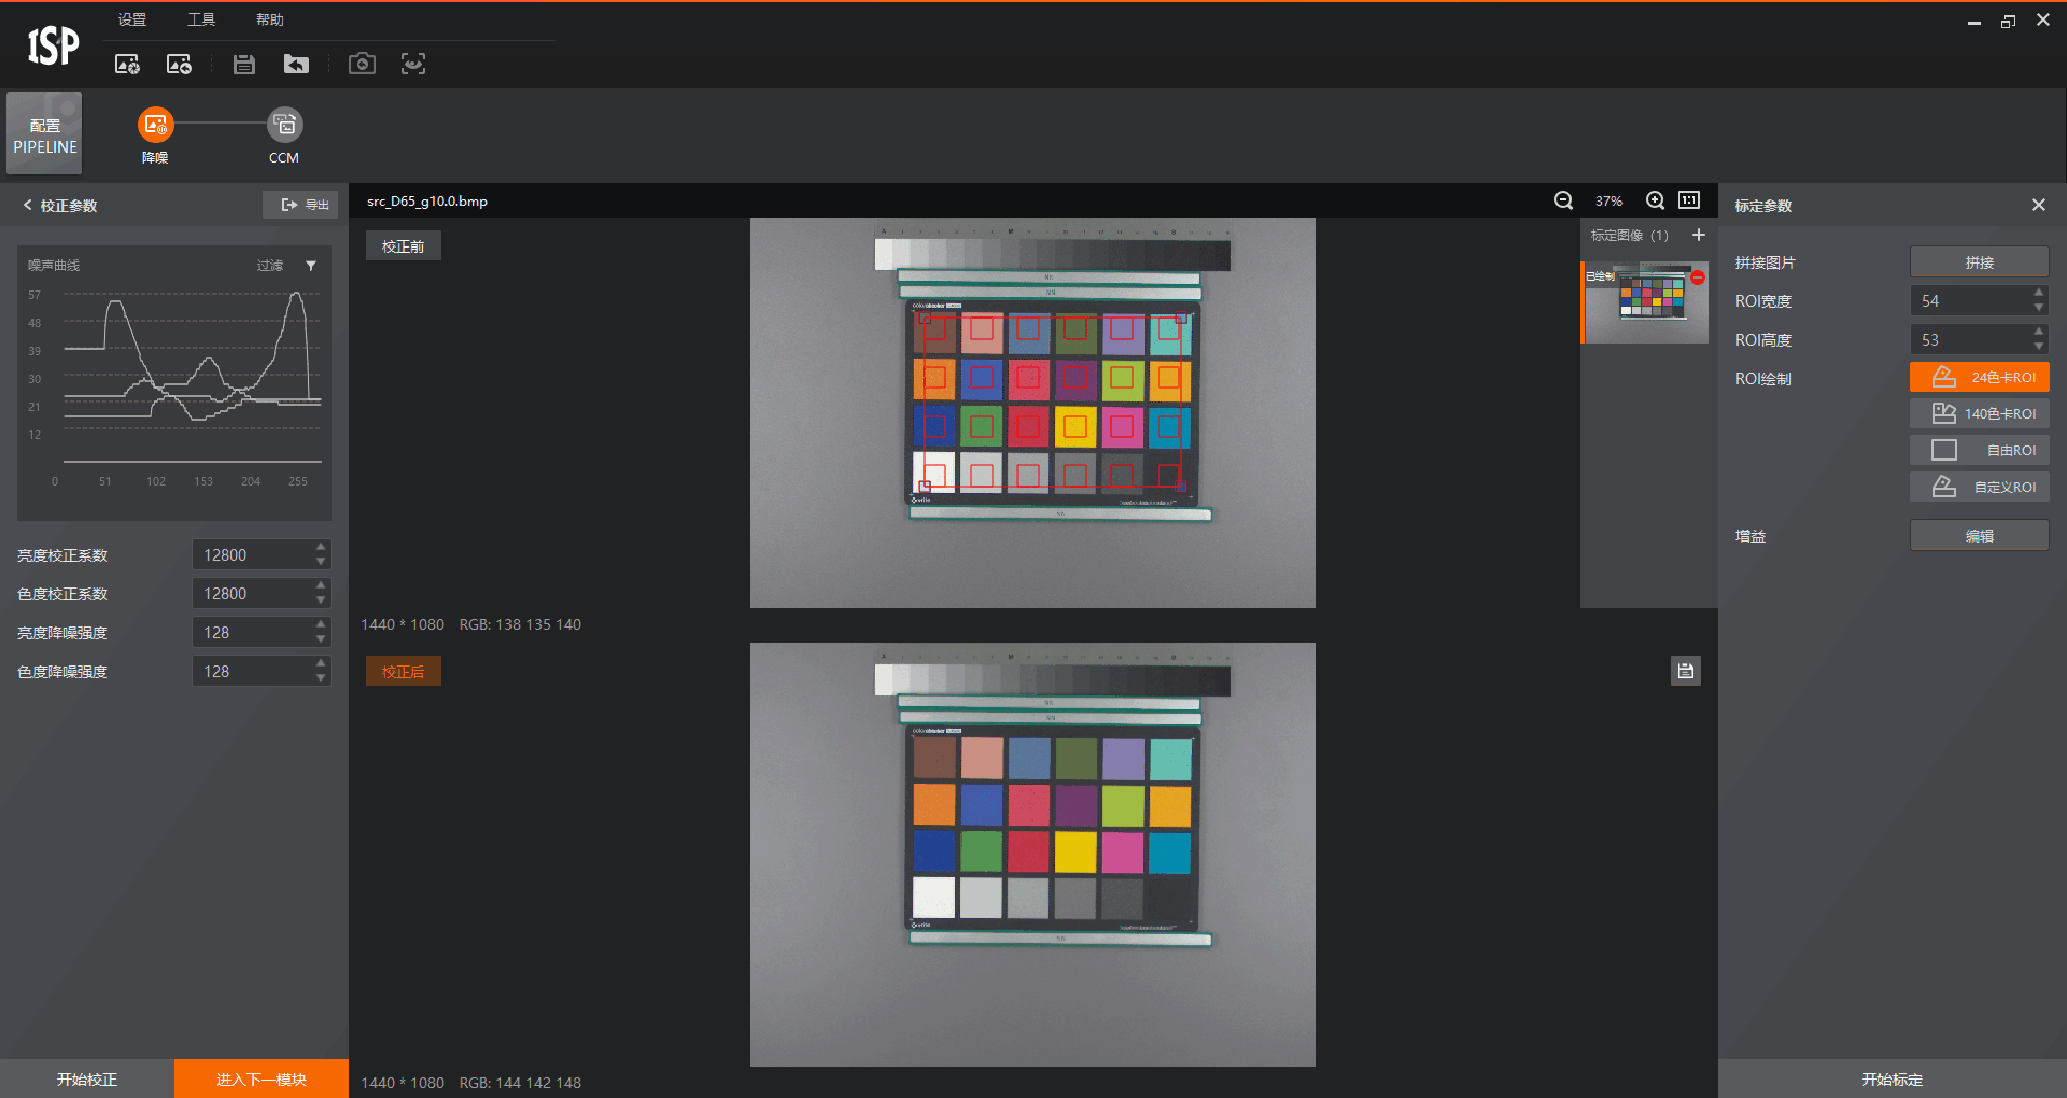 ISP
设置 工具 帮助
配置
PIPELINE
降噪
CCM
校正参数
导出
src_D65_g10.0.bmp
37%
1:1
标定参数
校正前
标定图像 (1)
已绘制
噪声曲线
过滤
57
48
39
30
21
12
0 51 102 153 204 255
拼接图片
拼接
ROI宽度
54
ROI高度
53
ROI绘制
24色卡ROI
140色卡ROI
自由ROI
自定义ROI
增益
编辑
亮度校正系数
12800
色度校正系数
12800
亮度降噪强度
128
色度降噪强度
128
1440 * 1080 RGB: 138 135 140
校正后
开始校正
进入下一模块
1440 * 1080 RGB: 144 142 148
开始标定